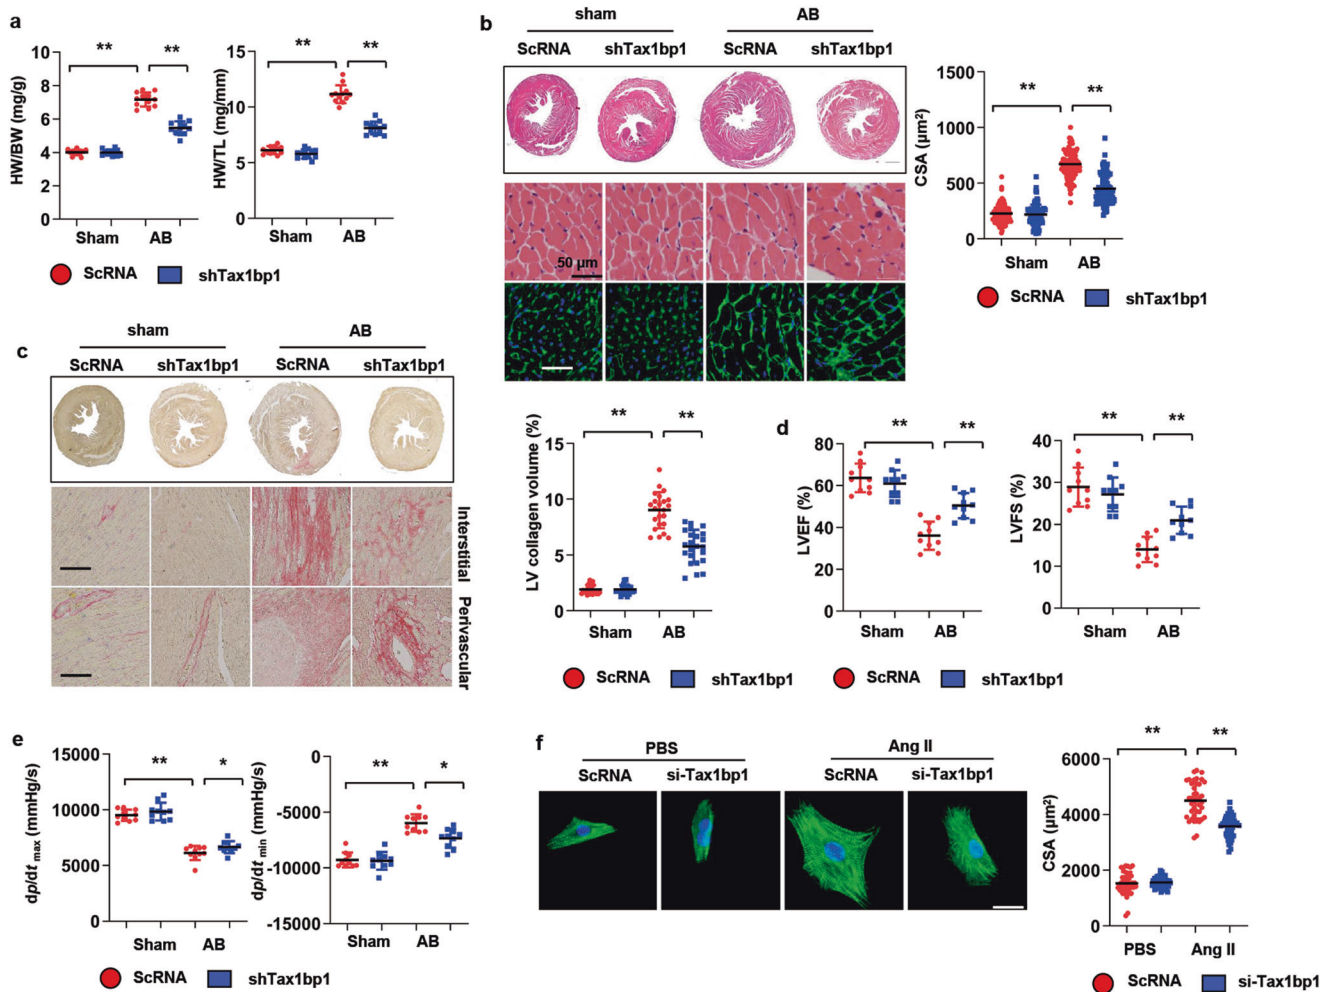 a
HW/BW (mg/g)
10
8
6
4
2
0
**
**
Sham
AB
HW/TL (mg/mm)
15
10
5
0
**
**
Sham
AB
ScRNA
shTax1bp1
b
sham
AB
ScRNA
shTax1bp1
ScRNA
shTax1bp1
50 µm
CSA (µm²)
1500
1000
500
0
**
**
Sham
AB
ScRNA
shTax1bp1
c
sham
AB
ScRNA
shTax1bp1
ScRNA
shTax1bp1
Interstitial
Perivascular
LV collagen volume (%)
15
10
5
0
**
**
Sham
AB
ScRNA
shTax1bp1
d
LVEF (%)
80
60
40
20
0
**
**
Sham
AB
LVFS (%)
40
30
20
10
0
**
**
Sham
AB
ScRNA
shTax1bp1
e
dp/dt max (mmHg/s)
15000
10000
5000
0
**
*
Sham
AB
dp/dt min (mmHg/s)
0
-5000
-10000
-15000
**
*
Sham
AB
ScRNA
shTax1bp1
f
PBS
Ang II
ScRNA
si-Tax1bp1
ScRNA
si-Tax1bp1
CSA (µm²)
6000
4000
2000
0
**
**
PBS
Ang II
ScRNA
si-Tax1bp1